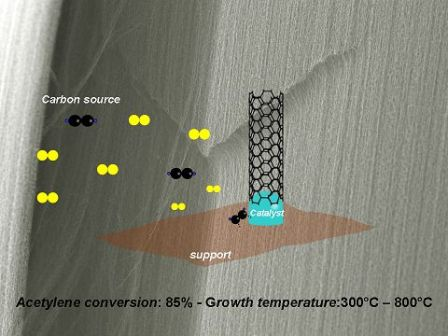 Carbon source
Catalyst
support
Acetylene conversion: 85% - Growth temperature:300°C – 800°C